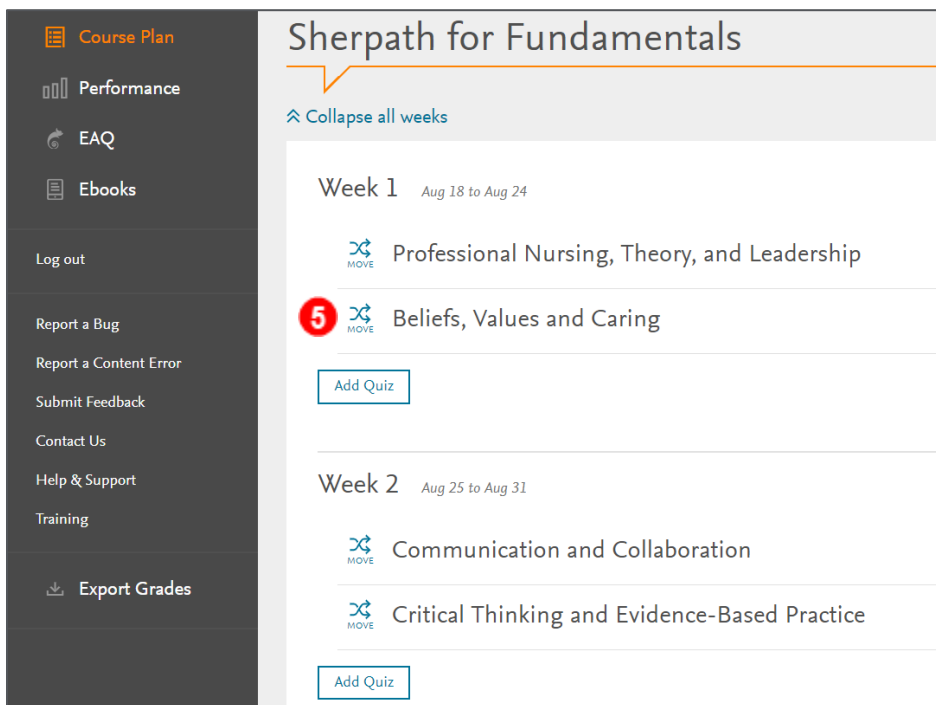 Course Plan
Performance
EAQ
Ebooks
Log out
Report a Bug
Report a Content Error
Submit Feedback
Contact Us
Help & Support
Training
Export Grades
Sherpath for Fundamentals
Collapse all weeks
Week 1 Aug 18 to Aug 24
MOVE Professional Nursing, Theory, and Leadership
5 MOVE Beliefs, Values and Caring
Add Quiz
Week 2 Aug 25 to Aug 31
MOVE Communication and Collaboration
MOVE Critical Thinking and Evidence-Based Practice
Add Quiz